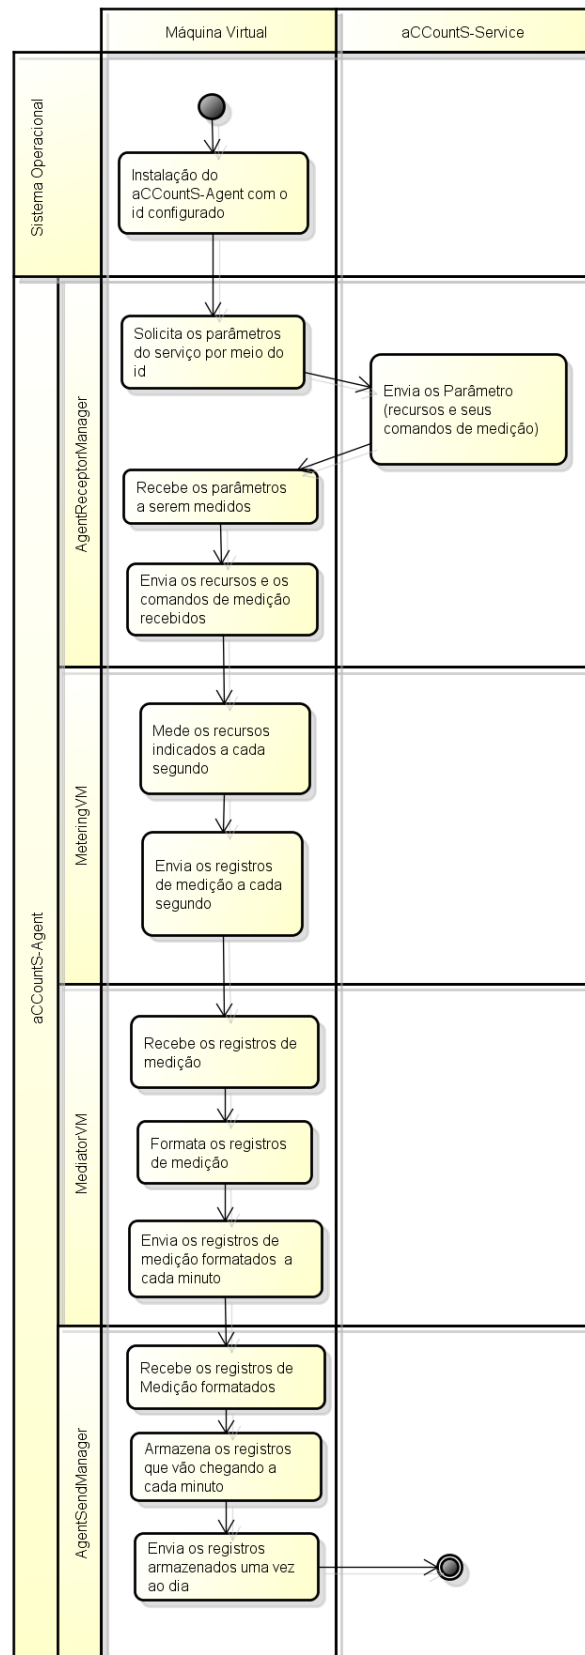 Máquina Virtual
aCCountS-Service
Sistema Operacional
Instalação do
aCCountS-Agent com o
id configurado
aCCountS-Agent
AgentReceptorManager
Solicita os parâmetros
do serviço por meio do
id
Envia os Parâmetro
(recursos e seus
comandos de medição)
Recebe os parâmetros
a serem medidos
Envia os recursos e os
comandos de medição
recebidos
MeteringVM
Mede os recursos
indicados a cada
segundo
Envia os registros
de medição a cada
segundo
MediatorVM
Recebe os registros de
medição
Formata os registros
de medição
Envia os registros de
medição formatados a
cada minuto
AgentSendManager
Recebe os registros de
Medição formatados
Armazena os registros
que vão chegando a
cada minuto
Envia os registros
armazenados uma vez
ao dia